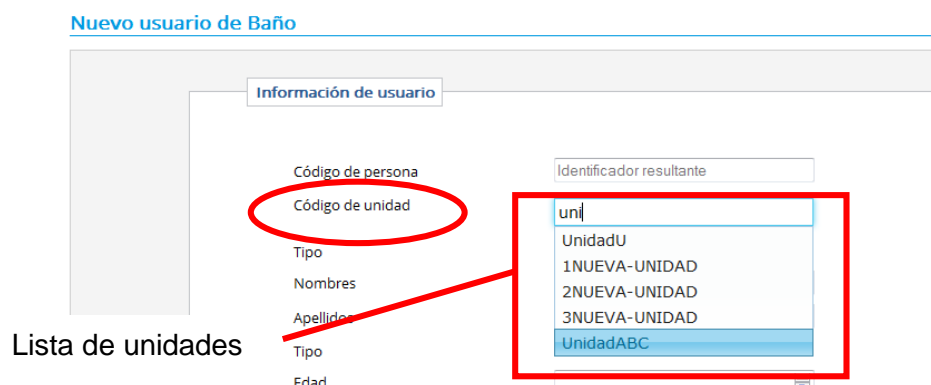 Nuevo usuario de Baño
Información de usuario
Código de persona Identificador resultante
Código de unidad uni
UnidadU
Tipo
1NUEVA-UNIDAD
Nombres 2NUEVA-UNIDAD
Apellidos 3NUEVA-UNIDAD
Lista de unidades
Tipo UnidadABC
Edad